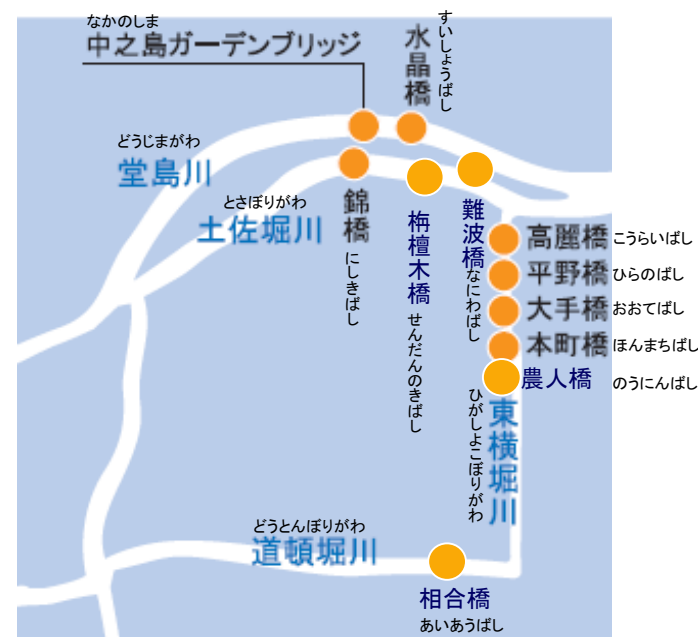 なかのしま
中之島ガーデンブリッジ
水晶橋
すいしょうばし
どうじまがわ
堂島川
とさぼりがわ
土佐堀川
錦橋
にしきばし
栴檀木橋
せんだんのきばし
難波橋
なにわばし
高麗橋 こうらいばし
平野橋 ひらのばし
大手橋 おおてばし
本町橋 ほんまちばし
農人橋 のうにんばし
ひがしよこぼりがわ
東横堀川
どうとんぼりがわ
道頓堀川
相合橋
あいあうばし